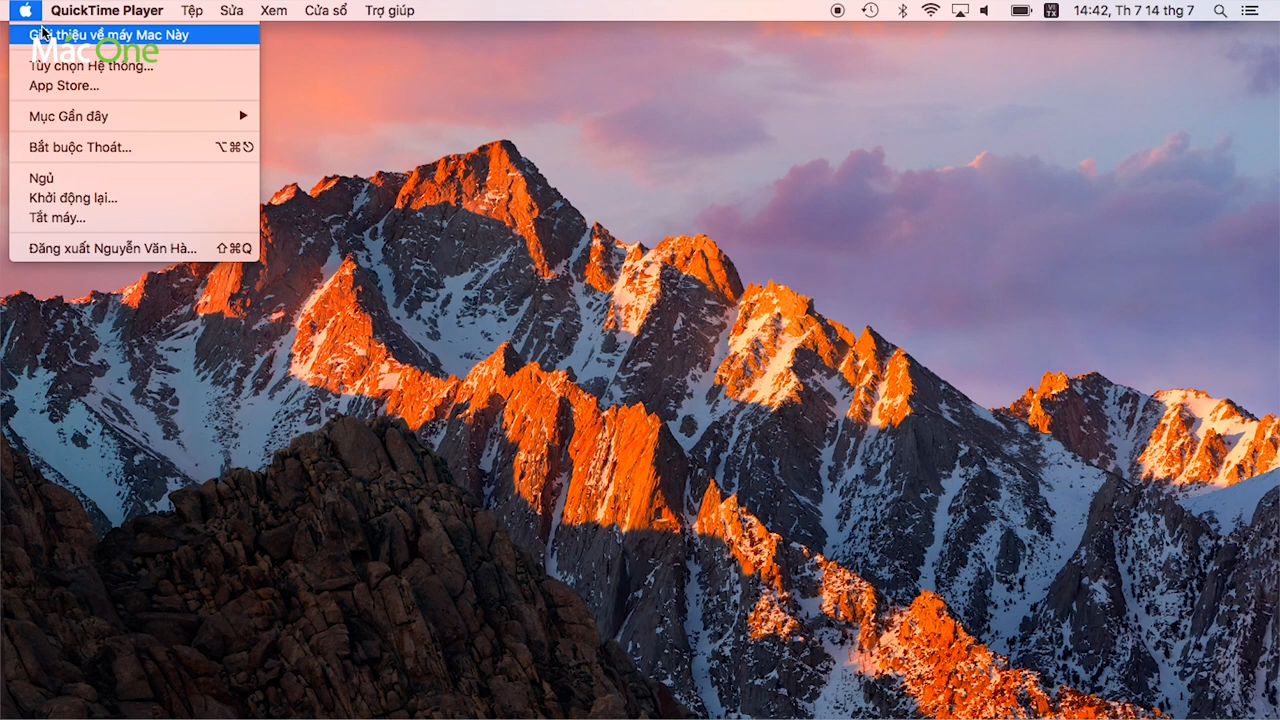 QuickTime Player Tệp Sửa Xem Cửa sổ Trợ giúp VI TX 14:42, Th 7 14 thg 7
Giới thiệu về máy Mac Này
MacOne
Tùy chọn Hệ thống...
App Store...
Mục Gần đây
Bắt buộc Thoát... ⌥⌘⎋
Ngủ
Khởi động lại...
Tắt máy...
Đăng xuất Nguyễn Văn Hà... ⇧⌘Q